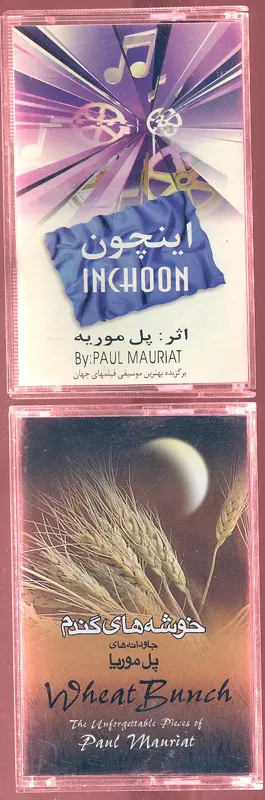 اینچون
INCHOON
اثر: پل موریه
By:PAUL MAURIAT
برگزیده بهترین موسیقی فیلمهای جهان
خوشه های گندم
جاودانه های
پل موریا
Wheat Bunch
The Unforgettable Pieces of
Paul Mauriat